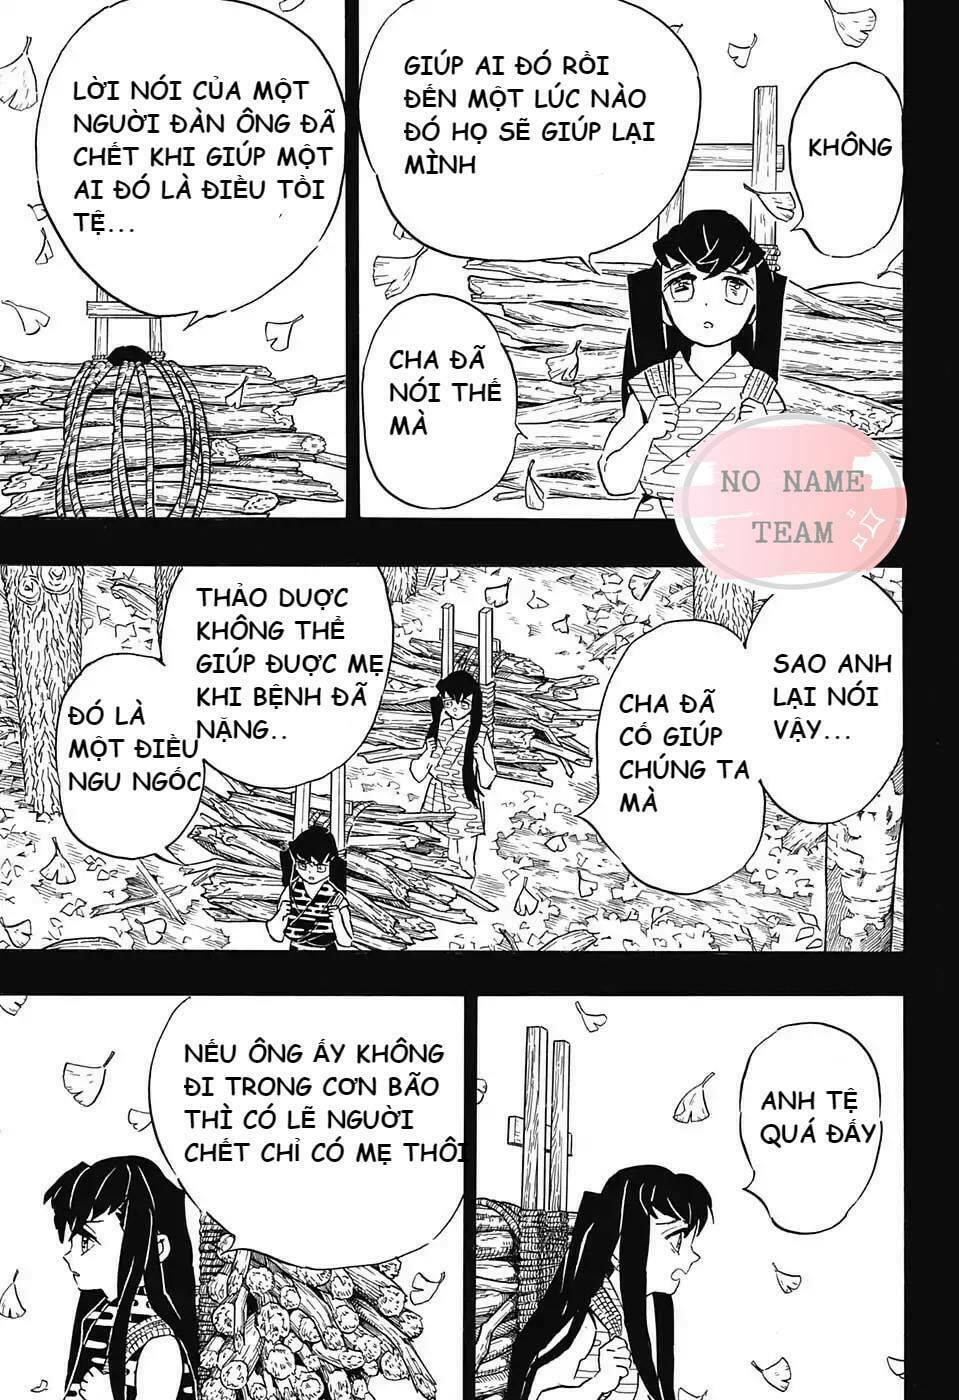 KHÔNG
GIÚP AI ĐÓ RỒI
ĐẾN MỘT LÚC NÀO
ĐÓ HỌ SẼ GIÚP LẠI
MÌNH
CHA ĐÃ
NÓI THẾ
MÀ
LỜI NÓI CỦA MỘT
NGUỜI ĐÀN ÔNG ĐÃ
CHẾT KHI GIÚP MỘT
AI ĐÓ LÀ ĐIỀU TỒI
TỆ...
NO NAME
TEAM
SAO ANH
LẠI NÓI
VẬY...
CHA ĐÃ
CỐ GIÚP
CHÚNG TA
MÀ
THẢO DUỢC
KHÔNG THỂ
GIÚP ĐUỢC MẸ
KHI BỆNH ĐÃ
NẶNG..
ĐÓ LÀ
MỘT ĐIỀU
NGU NGỐC
ANH TỆ
QUÁ ĐẤY
NẾU ÔNG ẤY KHÔNG
ĐI TRONG CƠN BÃO
THÌ CÓ LẼ NGUỜI
CHẾT CHỈ CÓ MẸ THÔI